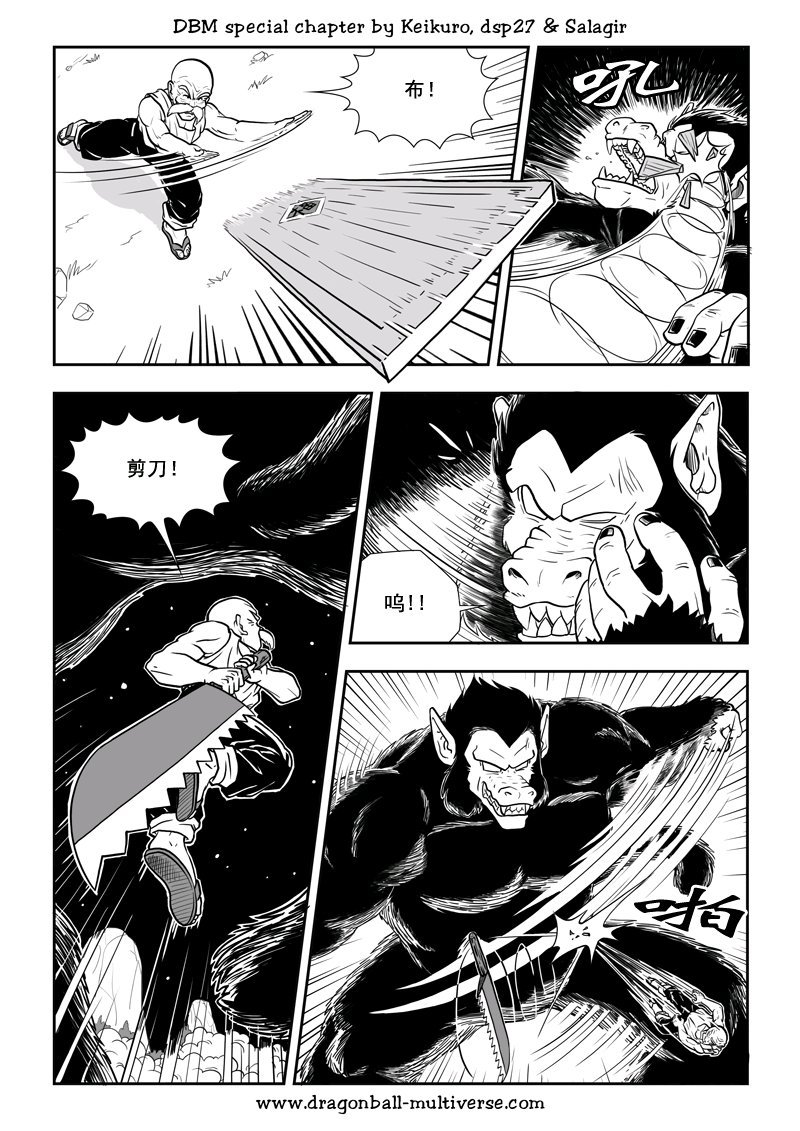 DBM special chapter by Keikuro, dsp27 & Salagir
布!
吼
剪刀!
呜!!
啪
www.dragonball-multiverse.com